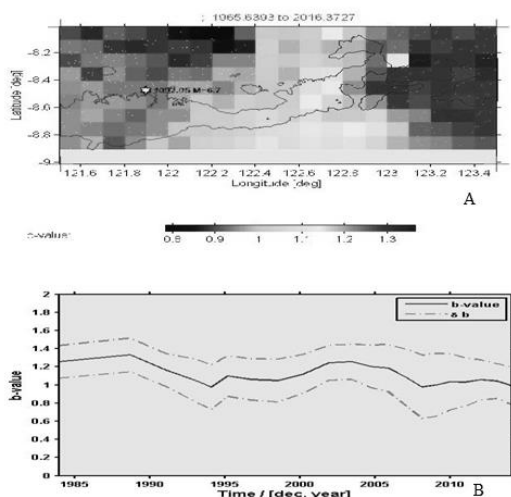 ; 1965.6393 to 2016.3727
-8.2
-8.4
-8.6
-8.8
-9
Latitude [deg]
M=6.7
121.6 121.8 122 122.2 122.4 122.6 122.8 123 123.2 123.4
Longitude [deg]
A
b-value:
0.8 0.9 1 1.1 1.2 1.3
2
1.8
1.6
1.4
1.2
1
0.8
0.6
0.4
0.2
0
b-value
b-value
δ b
1985 1990 1995 2000 2005 2010
Time / [dec. year]
B